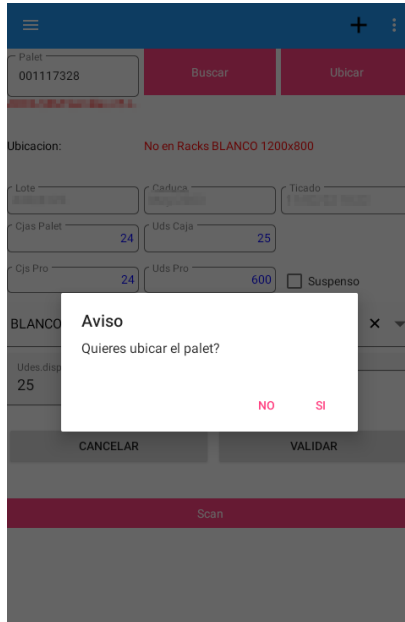 Palet
001117328
Buscar
Ubicar
Ubicacion:
No en Racks BLANCO 1200x800
Lote
Caduca
Ticado
Cjas Palet
24
Uds Caja
25
Cjs Pro
24
Uds Pro
600
Suspenso
BLANCO
Aviso
Quieres ubicar el palet?
NO
SI
Udes.disp
25
CANCELAR
VALIDAR
Scan